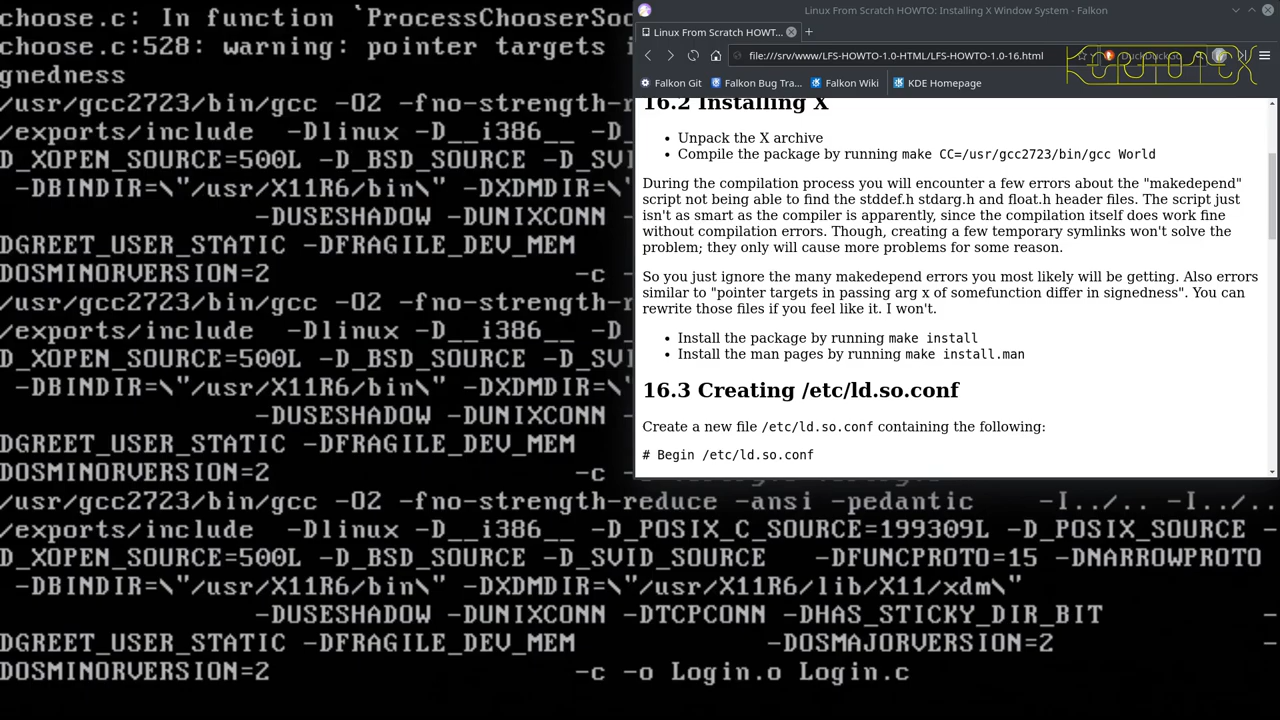 choose.c: In function `ProcessChooserSoc
choose.c:528: warning: pointer targets i
gnedness
/usr/gcc2723/bin/gcc -O2 -fno-strength-r
/exports/include -Dlinux -D__i386__ -D_
D_XOPEN_SOURCE=500L -D_BSD_SOURCE -D_SVI
-DBINDIR=\"/usr/X11R6/bin\" -DXDMDIR=\
-DUSESHADOW -DUNIXCONN
DGREET_USER_STATIC -DFRAGILE_DEV_MEM
DOSMINORVERSION=2 -c
/usr/gcc2723/bin/gcc -O2 -fno-strength-r
/exports/include -Dlinux -D__i386__ -D_
D_XOPEN_SOURCE=500L -D_BSD_SOURCE
-DBINDIR=\"/usr/X11R6/bin\" -DXDMDIR=\
-DUSESHADOW -DUNIXCONN
DGREET_USER_STATIC -DFRAGILE_DEV_MEM
DOSMINORVERSION=2 -c -o
/usr/gcc2723/bin/gcc -O2 -fno-strength-reduce -ansi -pedantic -I../.. -I../..
/exports/include -Dlinux -D__i386__ -D_POSIX_C_SOURCE=199309L -D_POSIX_SOURCE -
D_XOPEN_SOURCE=500L -D_BSD_SOURCE -D_SVID_SOURCE -DFUNCPROTO=15 -DNARROWPROTO
-DBINDIR=\"/usr/X11R6/bin\" -DXDMDIR=\"/usr/X11R6/lib/X11/xdm\"
-DUSESHADOW -DUNIXCONN -DTCPCONN -DHAS_STICKY_DIR_BIT -
DGREET_USER_STATIC -DFRAGILE_DEV_MEM -DOSMAJORVERSION=2 -
DOSMINORVERSION=2 -c -o Login.o Login.c
Linux From Scratch HOWTO: Installing X Window System - Falkon
Linux From Scratch HOWT...
file:///srv/www/LFS-HOWTO-1.0-HTML/LFS-HOWTO-1.0-16.html
Falkon Git Falkon Bug Tra... Falkon Wiki KDE Homepage
16.2 Installing X
• Unpack the X archive
• Compile the package by running make CC=/usr/gcc2723/bin/gcc World
During the compilation process you will encounter a few errors about the "makedepend"
script not being able to find the stddef.h stdarg.h and float.h header files. The script just
isn't as smart as the compiler is apparently, since the compilation itself does work fine
without compilation errors. Though, creating a few temporary symlinks won't solve the
problem; they only will cause more problems for some reason.
So you just ignore the many makedepend errors you most likely will be getting. Also errors
similar to "pointer targets in passing arg x of somefunction differ in signedness". You can
rewrite those files if you feel like it. I won't.
• Install the package by running make install
• Install the man pages by running make install.man
16.3 Creating /etc/ld.so.conf
Create a new file /etc/ld.so.conf containing the following:
# Begin /etc/ld.so.conf